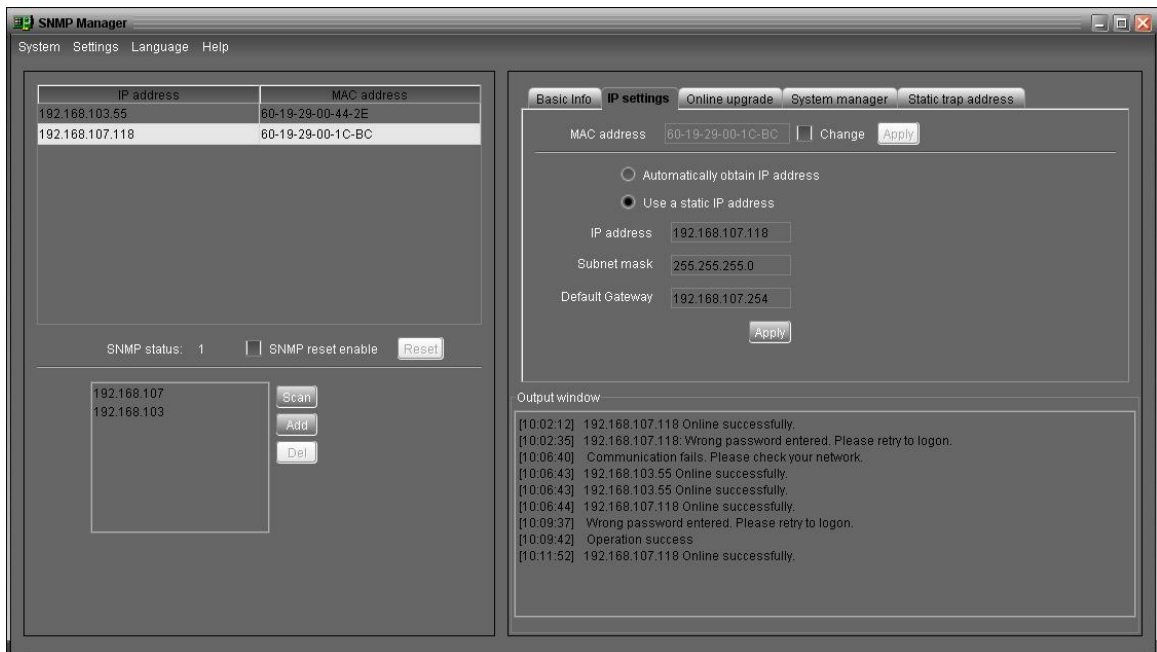 SNMP Manager
System Settings Language Help
IP address MAC address
192.168.103.55 60-19-29-00-44-2E
192.168.107.118 60-19-29-00-1C-BC
SNMP status: 1 SNMP reset enable Reset
192.168.107
192.168.103
Scan
Add
Del
Basic Info IP settings Online upgrade System manager Static trap address
MAC address 60-19-29-00-1C-BC Change Apply
Automatically obtain IP address
Use a static IP address
IP address 192.168.107.118
Subnet mask 255.255.255.0
Default Gateway 192.168.107.254
Apply
Output window
[10:02:12] 192.168.107.118 Online successfully.
[10:02:35] 192.168.107.118: Wrong password entered. Please retry to logon.
[10:06:40] Communication fails. Please check your network.
[10:06:43] 192.168.103.55 Online successfully.
[10:06:43] 192.168.103.55 Online successfully.
[10:06:44] 192.168.107.118 Online successfully.
[10:09:37] Wrong password entered. Please retry to logon.
[10:09:42] Operation success
[10:11:52] 192.168.107.118 Online successfully.